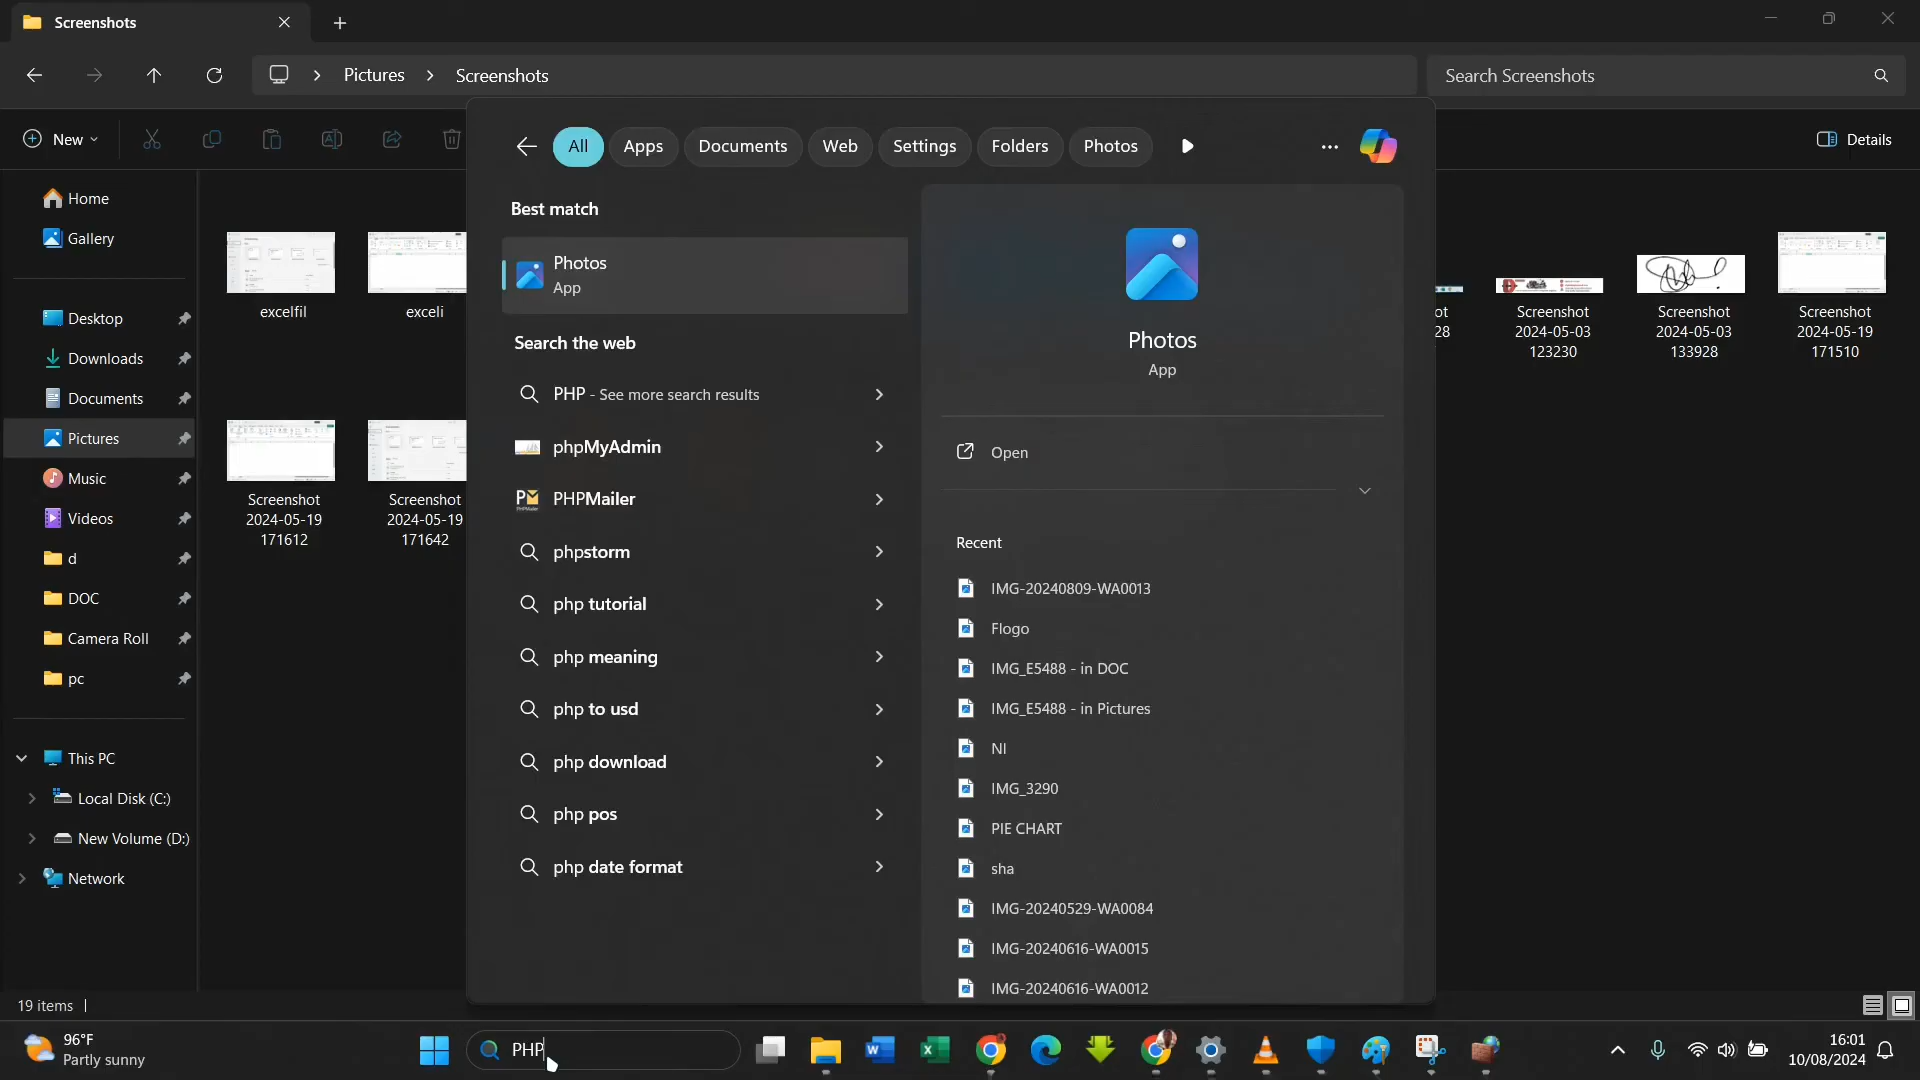 Screenshots
Pictures
Screenshots
Search Screenshots
New
Details
Home
Gallery
Desktop
Downloads
Documents
Pictures
Music
Videos
d
DOC
Camera Roll
pc
This PC
Local Disk (C:)
New Volume (D:)
Network
excelfil
exceli
Screenshot
2024-05-19
171612
Screenshot
2024-05-19
171642
All
Apps
Documents
Web
Settings
Folders
Photos
Best match
Photos
App
Search the web
PHP - See more search results
phpMyAdmin
PHPMailer
phpstorm
php tutorial
php meaning
php to usd
php download
php pos
php date format
Photos
App
Open
Recent
IMG-20240809-WA0013
Flogo
IMG_E5488 - in DOC
IMG_E5488 - in Pictures
NI
IMG_3290
PIE CHART
sha
IMG-20240529-WA0084
IMG-20240616-WA0015
IMG-20240616-WA0012
ot
28
Screenshot
2024-05-03
123230
Screenshot
2024-05-03
133928
Screenshot
2024-05-19
171510
19 items
96°F
Partly sunny
PHP
16:01
10/08/2024